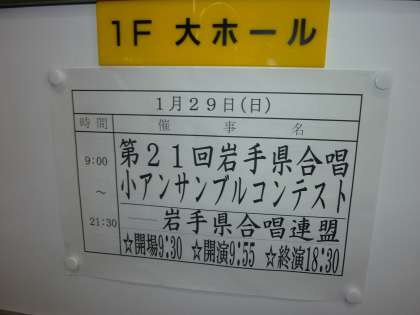 1F 大ホール
1月29日(日)
時間 催事名
9:00 第21回岩手県合唱
～ 小アンサンブルコンテスト
21:30 ――岩手県合唱連盟
☆開場9:30 ☆開演9:55 ☆終演18:30